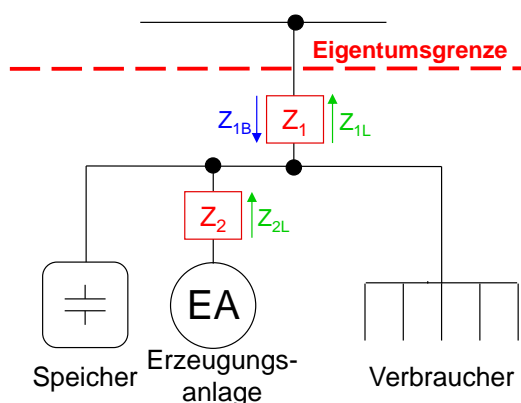 Eigentumsgrenze
Z1B
Z1
Z1L
Z2
Z2L
EA
Speicher
Erzeugungs-
anlage
Verbraucher